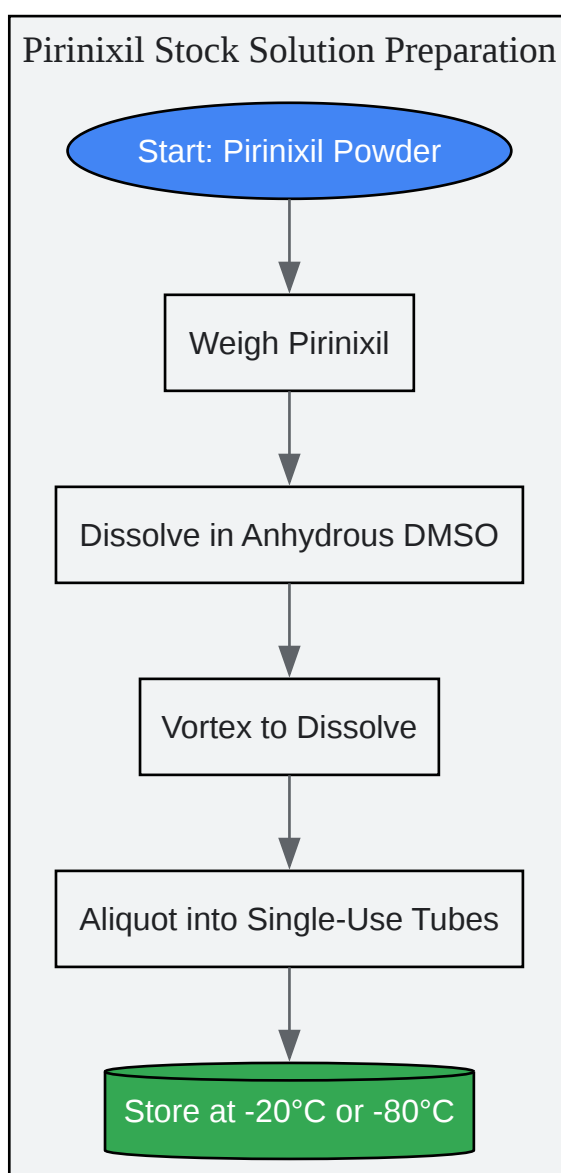 Pirinixil Stock Solution Preparation
Start: Pirinixil Powder
Weigh Pirinixil
Dissolve in Anhydrous DMSO
Vortex to Dissolve
Aliquot into Single-Use Tubes
Store at -20°C or -80°C